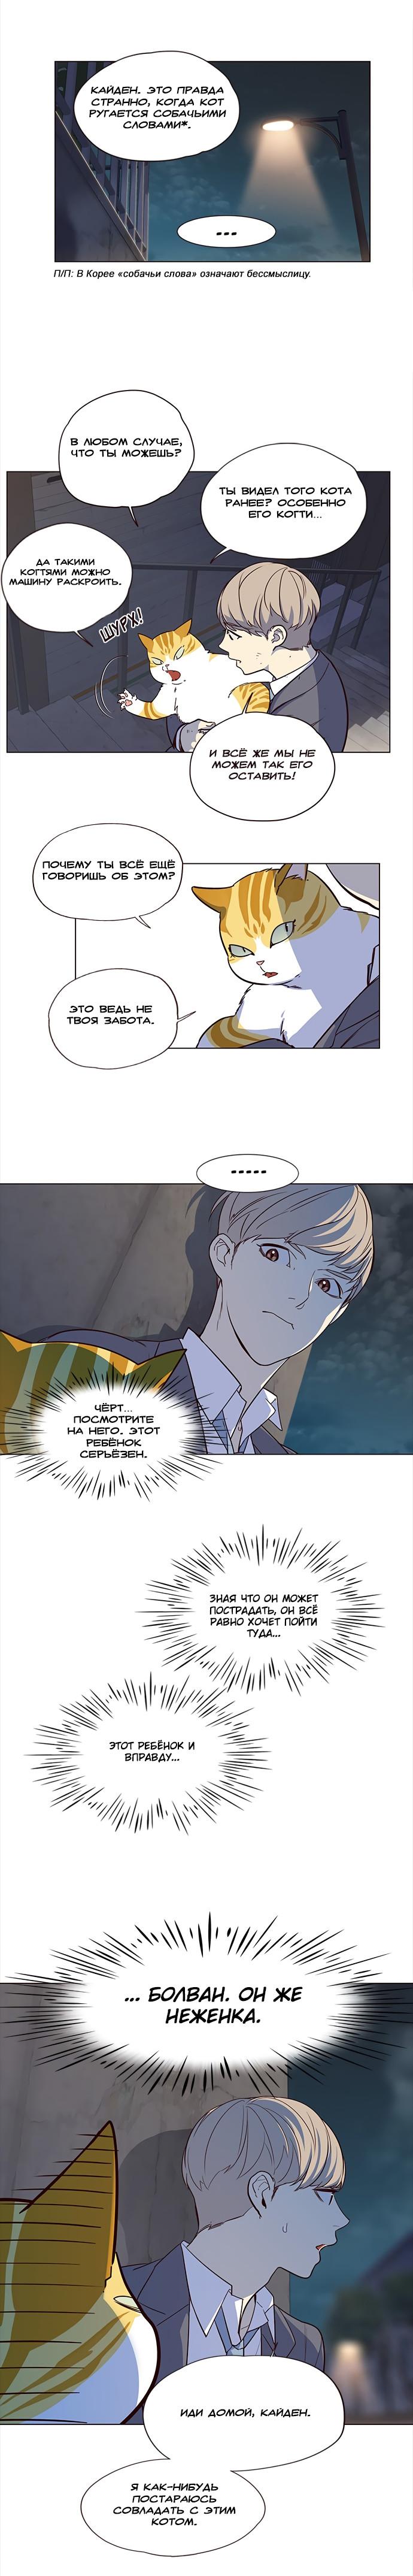 КАЙДЕН. ЭТО ПРАВДА
СТРАННО, КОГДА КОТ
РУГАЕТСЯ СОБАЧЬИМИ
СЛОВАМИ*.
---
П/П: В Корее «собачьи слова» означают бессмыслицу.
В ЛЮБОМ СЛУЧАЕ,
ЧТО ТЫ МОЖЕШЬ?
ТЫ ВИДЕЛ ТОГО КОТА
РАНЕЕ? ОСОБЕННО
ЕГО КОГТИ...
ДА ТАКИМИ
КОГТЯМИ МОЖНО
МАШИНУ РАСКРОИТЬ.
ШУРХ!
И ВСЁ ЖЕ МЫ НЕ
МОЖЕМ ТАК ЕГО
ОСТАВИТЬ!
ПОЧЕМУ ТЫ ВСЁ ЕЩЁ
ГОВОРИШЬ ОБ ЭТОМ?
ЭТО ВЕДЬ НЕ
ТВОЯ ЗАБОТА.
-----
ЧЁРТ...
ПОСМОТРИТЕ
НА НЕГО. ЭТОТ
РЕБЁНОК
СЕРЬЁЗЕН.
ЗНАЯ ЧТО ОН МОЖЕТ
ПОСТРАДАТЬ, ОН ВСЁ
РАВНО ХОЧЕТ ПОЙТИ
ТУДА...
ЭТОТ РЕБЁНОК И
ВПРАВДУ...
... БОЛВАН. ОН ЖЕ
НЕЖЕНКА.
ИДИ ДОМОЙ, КАЙДЕН.
Я КАК-НИБУДЬ
ПОСТАРАЮСЬ
СОВЛАДАТЬ С ЭТИМ
КОТОМ.